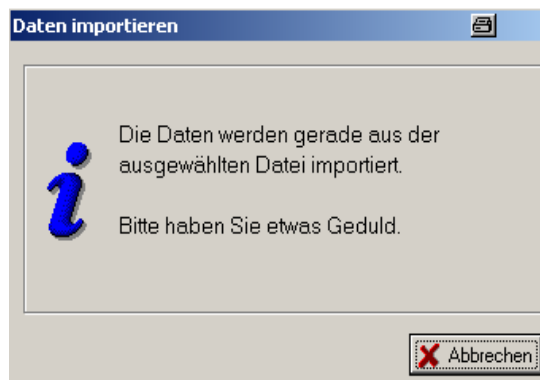 Daten importieren
Die Daten werden gerade aus der
ausgewählten Datei importiert.
Bitte haben Sie etwas Geduld.
Abbrechen